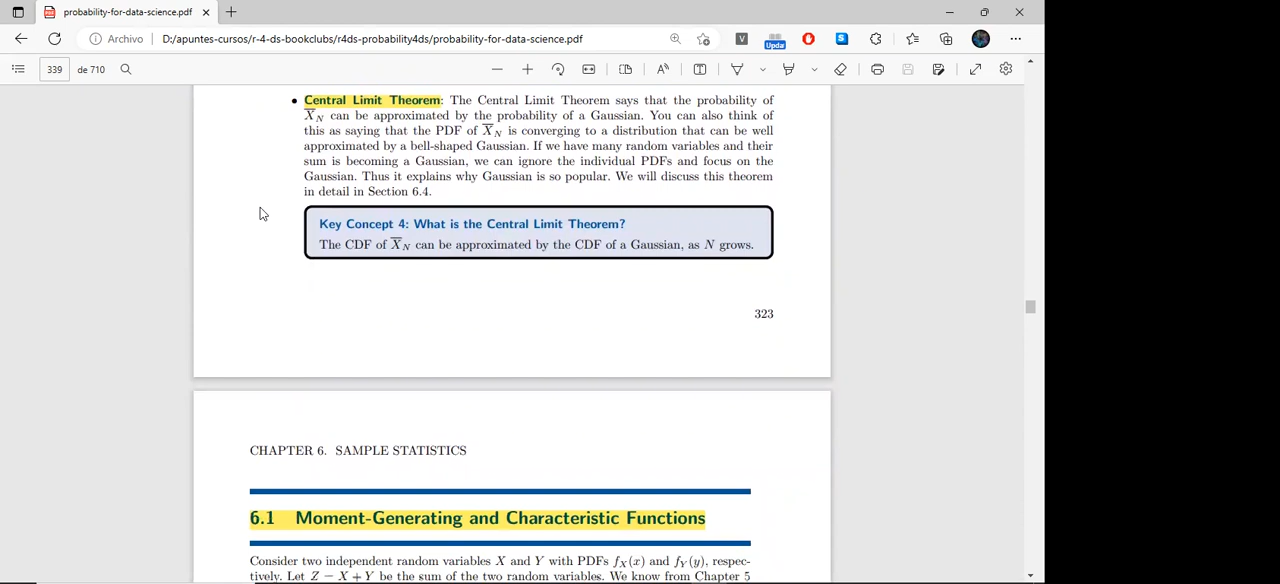 probability-for-data-science.pdf
Archivo D:/apuntes-cursos/r-4-ds-bookclubs/r4ds-probability4ds/probability-for-data-science.pdf
V
Upda
S
339 de 710
• Central Limit Theorem: The Central Limit Theorem says that the probability of
X̅N can be approximated by the probability of a Gaussian. You can also think of
this as saying that the PDF of X̅N is converging to a distribution that can be well
approximated by a bell-shaped Gaussian. If we have many random variables and their
sum is becoming a Gaussian, we can ignore the individual PDFs and focus on the
Gaussian. Thus it explains why Gaussian is so popular. We will discuss this theorem
in detail in Section 6.4.
Key Concept 4: What is the Central Limit Theorem?
The CDF of X̅N can be approximated by the CDF of a Gaussian, as N grows.
323
CHAPTER 6. SAMPLE STATISTICS
6.1 Moment-Generating and Characteristic Functions
Consider two independent random variables X and Y with PDFs fX(x) and fY(y), respec-
tively. Let Z = X + Y be the sum of the two random variables. We know from Chapter 5